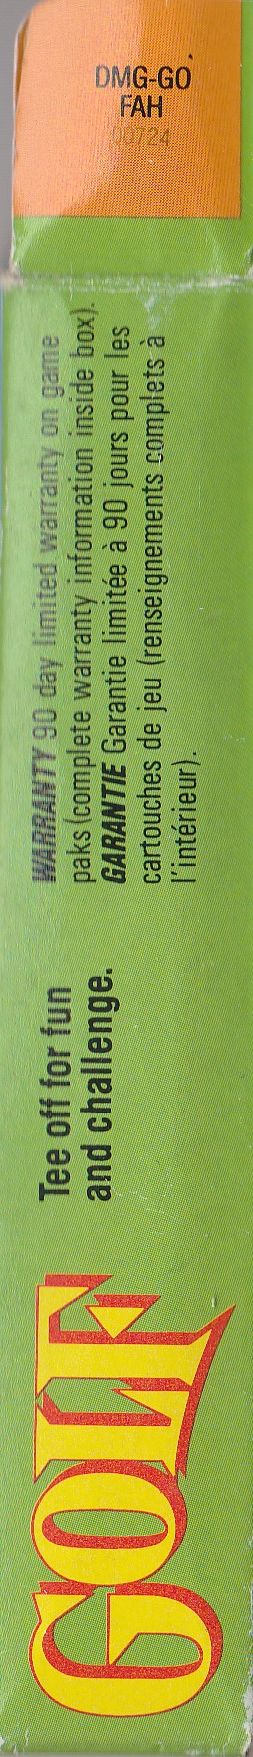 DMG-GO
FAH
00724
WARRANTY 90 day limited warranty on game
paks (complete warranty information inside box).
GARANTIE Garantie limitée à 90 jours pour les
cartouches de jeu (renseignements complets à
l'intérieur).
Tee off for fun
and challenge.
GOLF